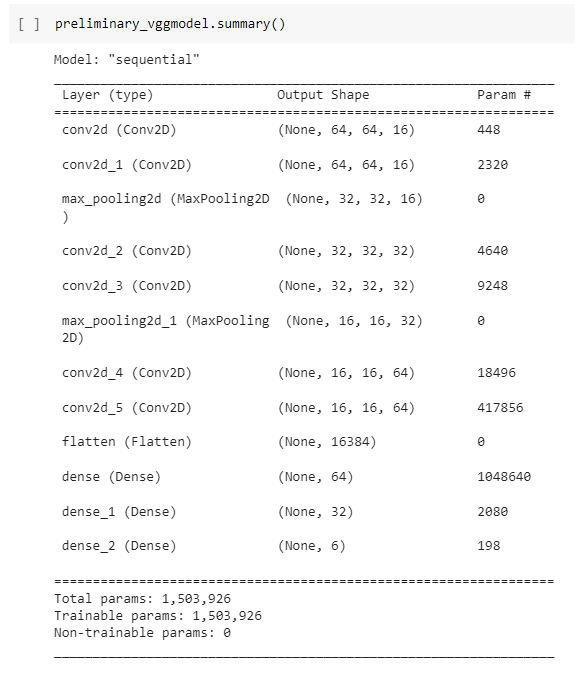 [ ] preliminary_vggmodel.summary()
Model: "sequential"
_________________________________________________________________
Layer (type) Output Shape Param #
=================================================================
conv2d (Conv2D) (None, 64, 64, 16) 448
conv2d_1 (Conv2D) (None, 64, 64, 16) 2320
max_pooling2d (MaxPooling2D (None, 32, 32, 16) 0
)
conv2d_2 (Conv2D) (None, 32, 32, 32) 4640
conv2d_3 (Conv2D) (None, 32, 32, 32) 9248
max_pooling2d_1 (MaxPooling (None, 16, 16, 32) 0
2D)
conv2d_4 (Conv2D) (None, 16, 16, 64) 18496
conv2d_5 (Conv2D) (None, 16, 16, 64) 417856
flatten (Flatten) (None, 16384) 0
dense (Dense) (None, 64) 1048640
dense_1 (Dense) (None, 32) 2080
dense_2 (Dense) (None, 6) 198
=================================================================
Total params: 1,503,926
Trainable params: 1,503,926
Non-trainable params: 0
_________________________________________________________________